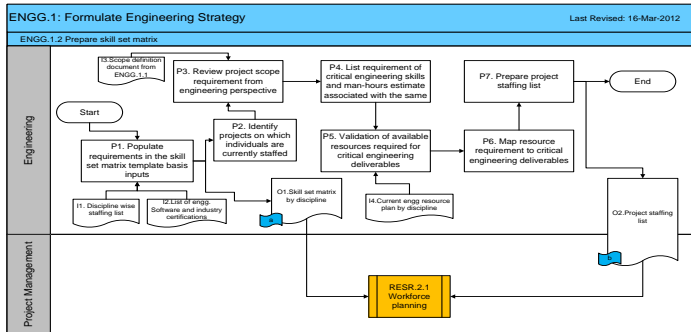 ENGG.1: Formulate Engineering Strategy
Last Revised: 16-Mar-2012
ENGG.1.2 Prepare skill set matrix
Engineering
I3.Scope definition
document from
ENGG.1.1
P3. Review project scope
requirement from
engineering perspective
P4. List requirement of
critical engineering skills
and man-hours estimate
associated with the same
P7. Prepare project
staffing list
End
Start
P1. Populate
requirements in the skill
set matrix template basis
inputs
P2. Identify
projects on which
individuals are
currently staffed
P5. Validation of available
resources required for
critical engineering
deliverables
P6. Map resource
requirement to critical
engineering deliverables
I1. Discipline wise
staffing list
I2.List of engg.
Software and industry
certifications
O1.Skill set matrix
by discipline
a
I4.Current engg resource
plan by discipline
O2.Project staffing
list
b
Project Management
RESR.2.1
Workforce
planning